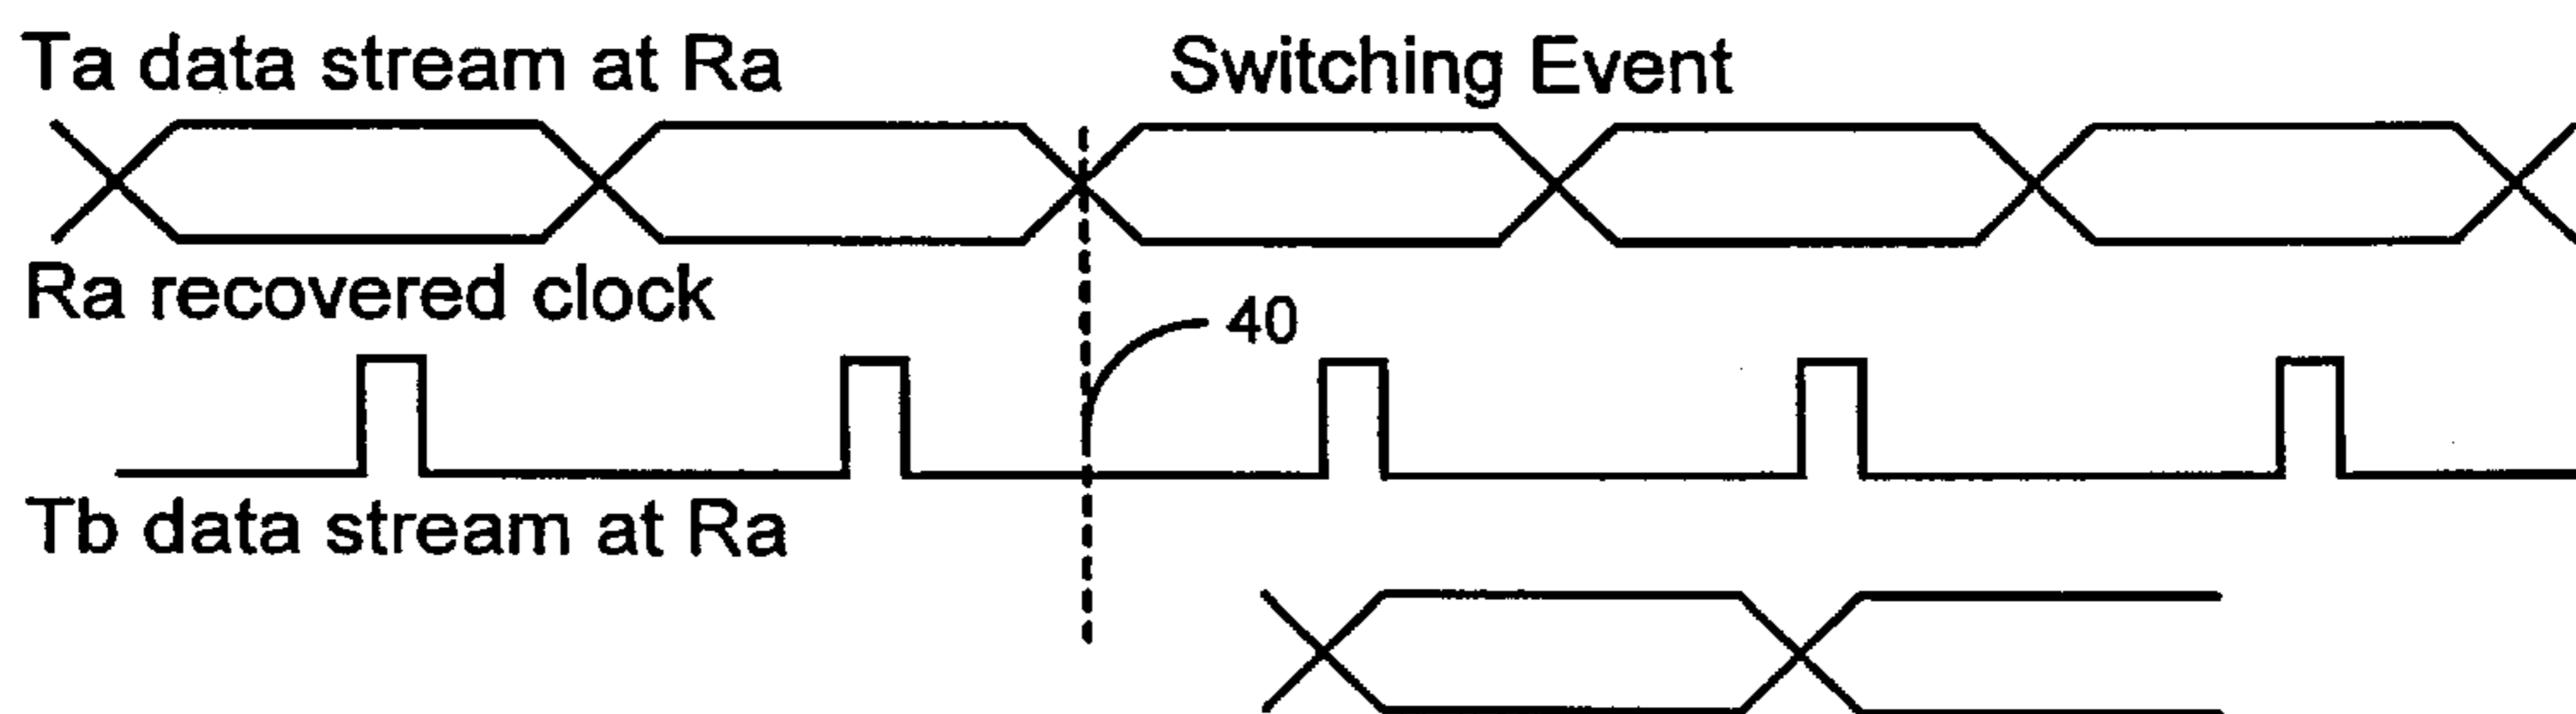 Ta data stream at Ra
Switching Event
Ra recovered clock
40
Tb data stream at Ra